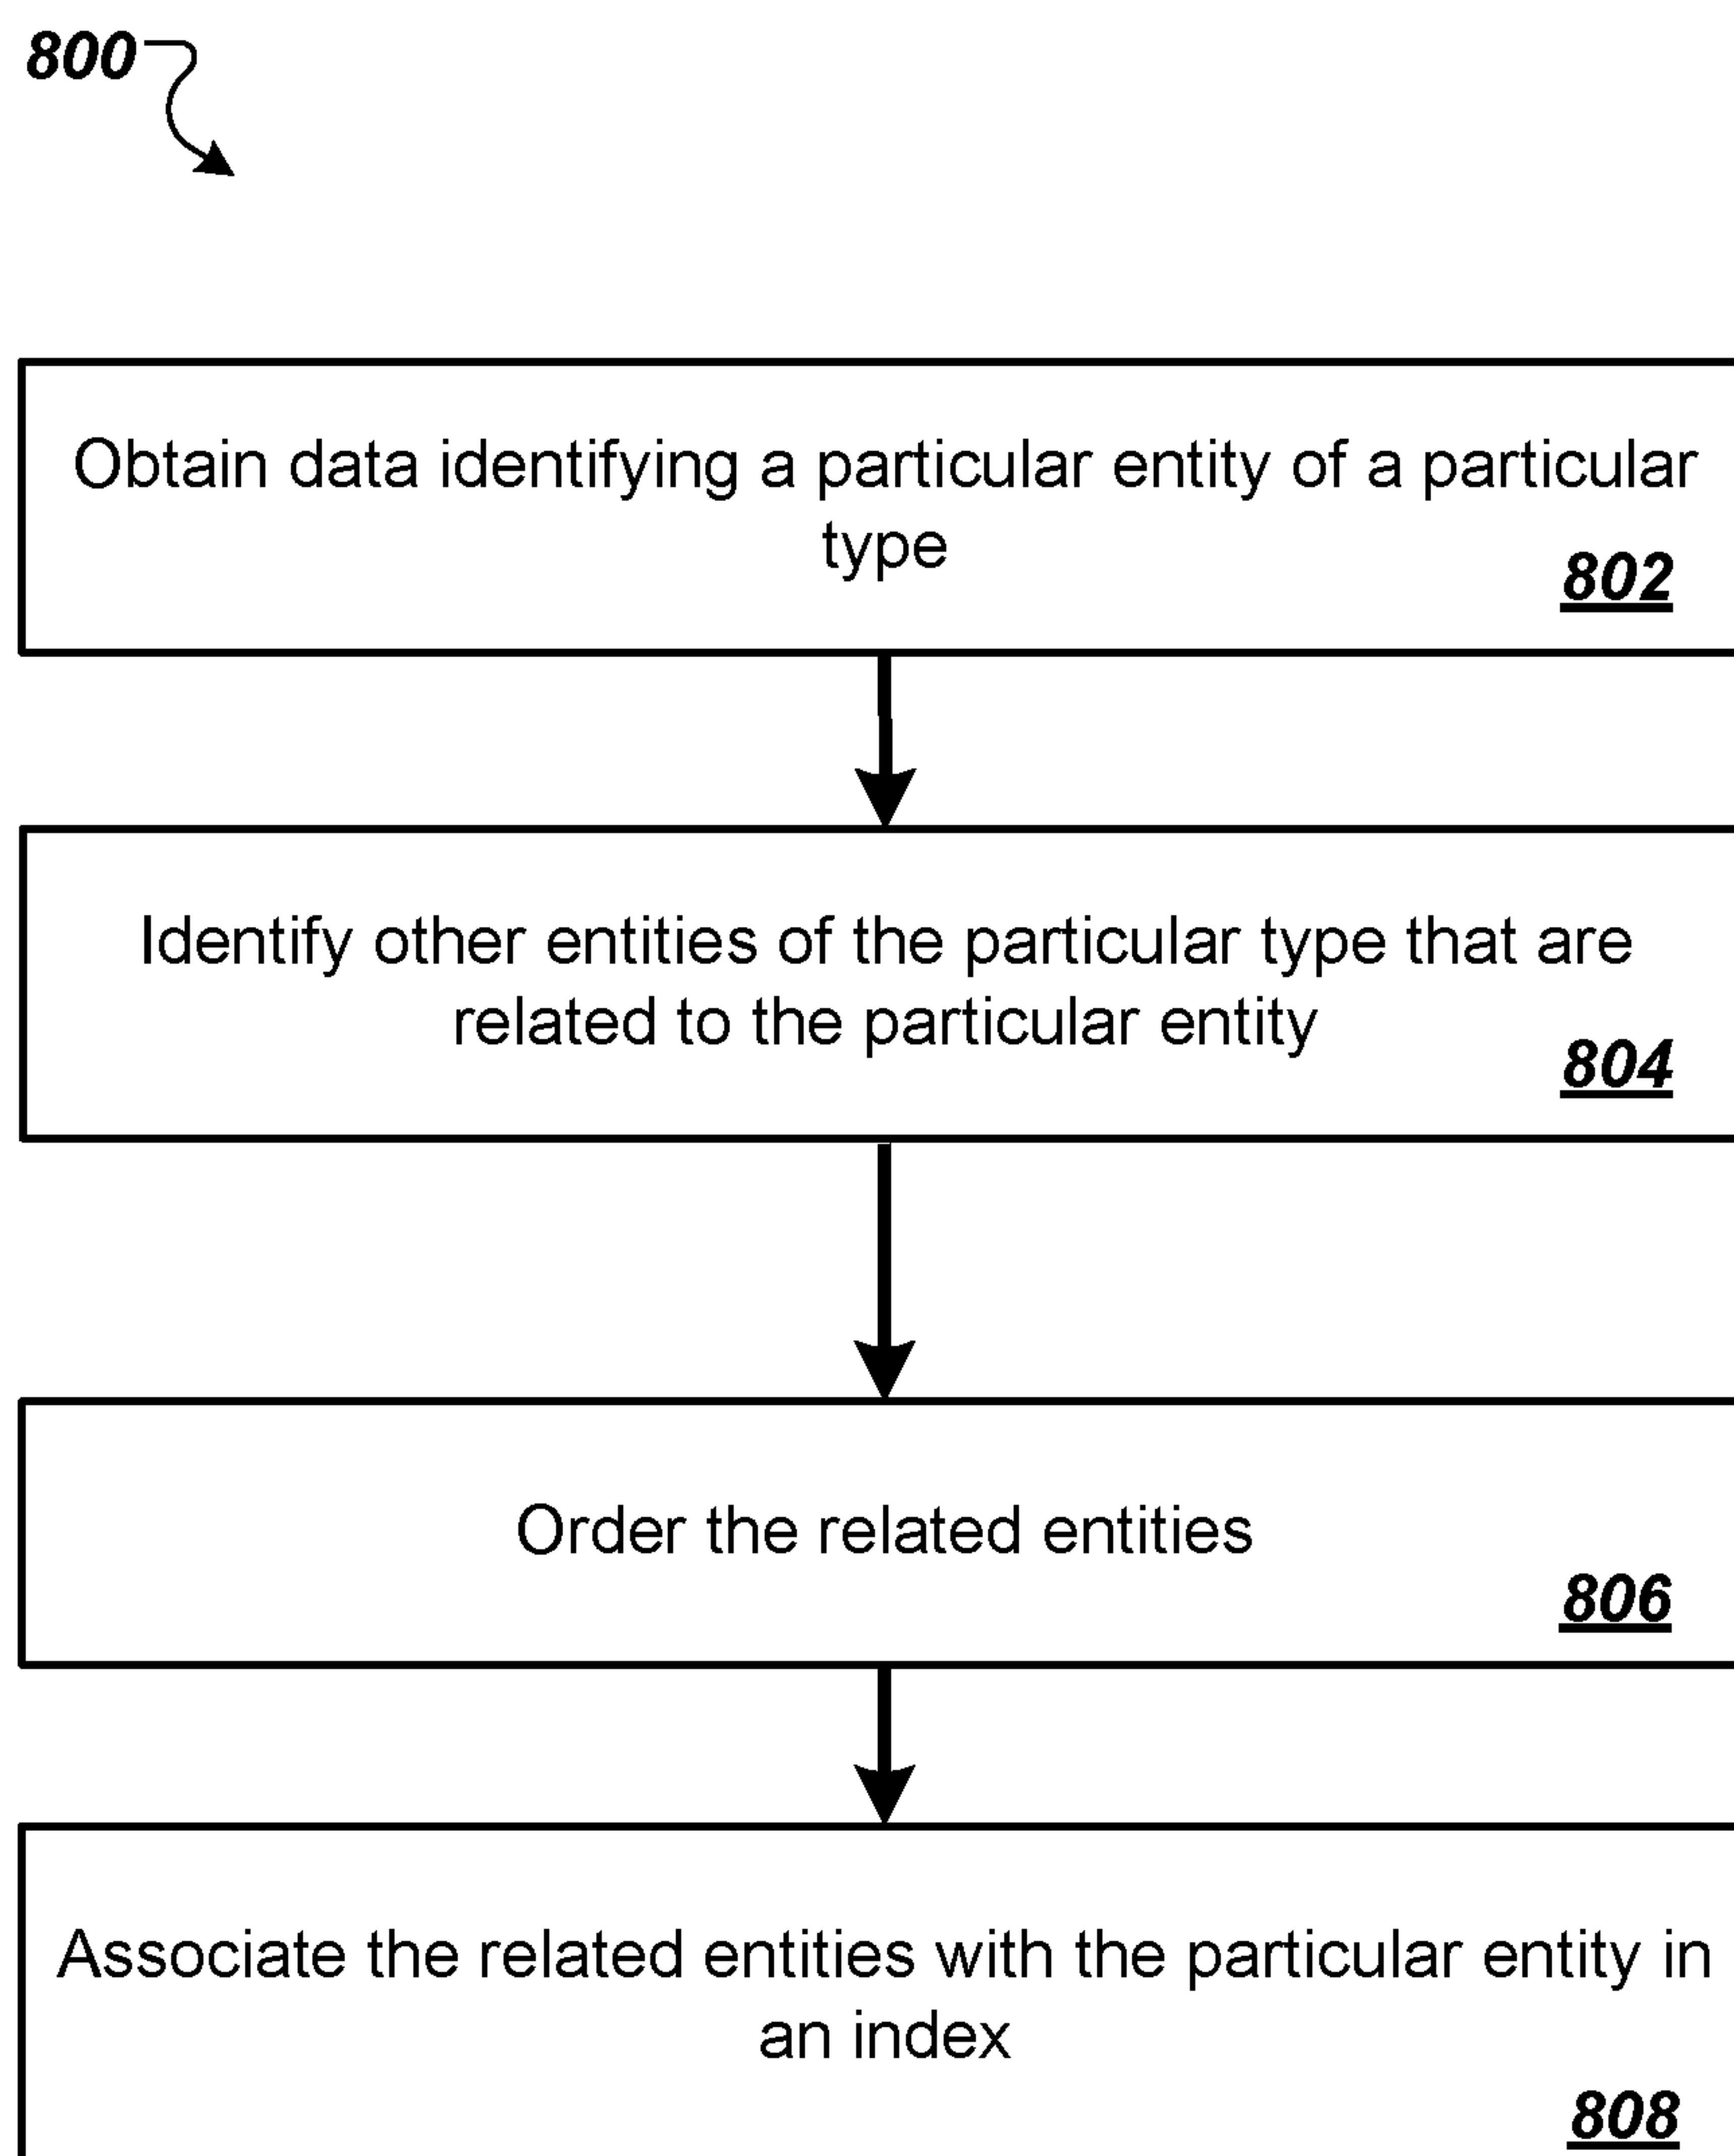 800
Obtain data identifying a particular entity of a particular
type
802
Identify other entities of the particular type that are
related to the particular entity
804
Order the related entities
806
Associate the related entities with the particular entity in
an index
808